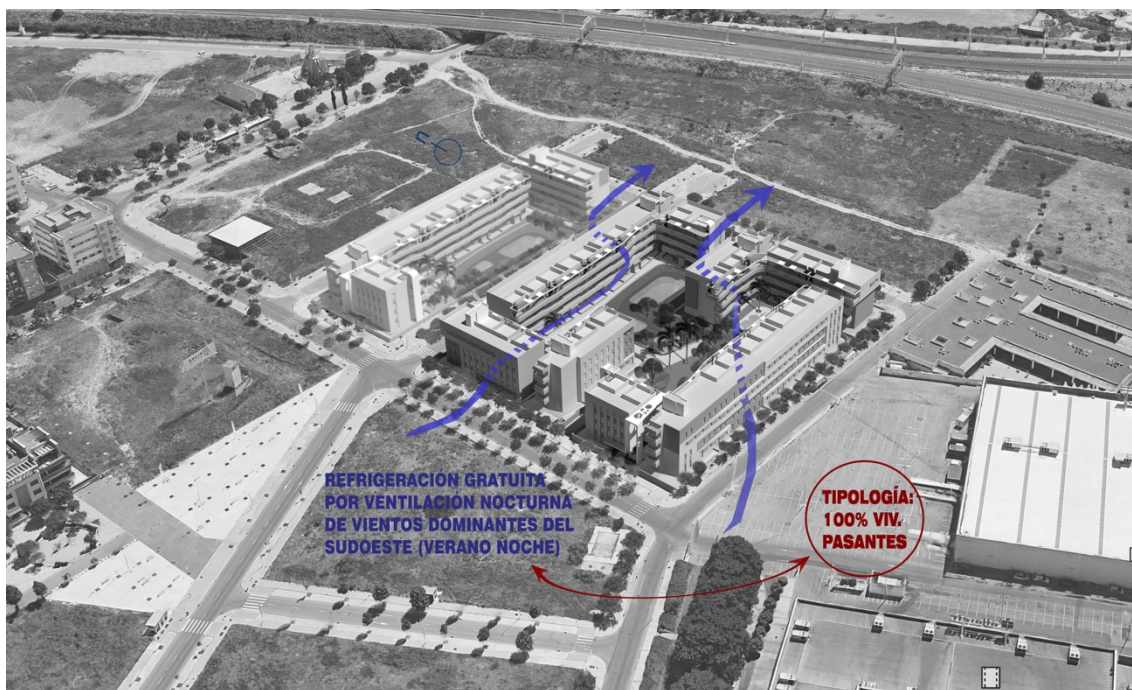 n
REFRIGERACIÓN GRATUITA
POR VENTILACIÓN NOCTURNA
DE VIENTOS DOMINANTES DEL
SUDOESTE (VERANO NOCHE)
TIPOLOGÍA:
100% VIV.
PASANTES